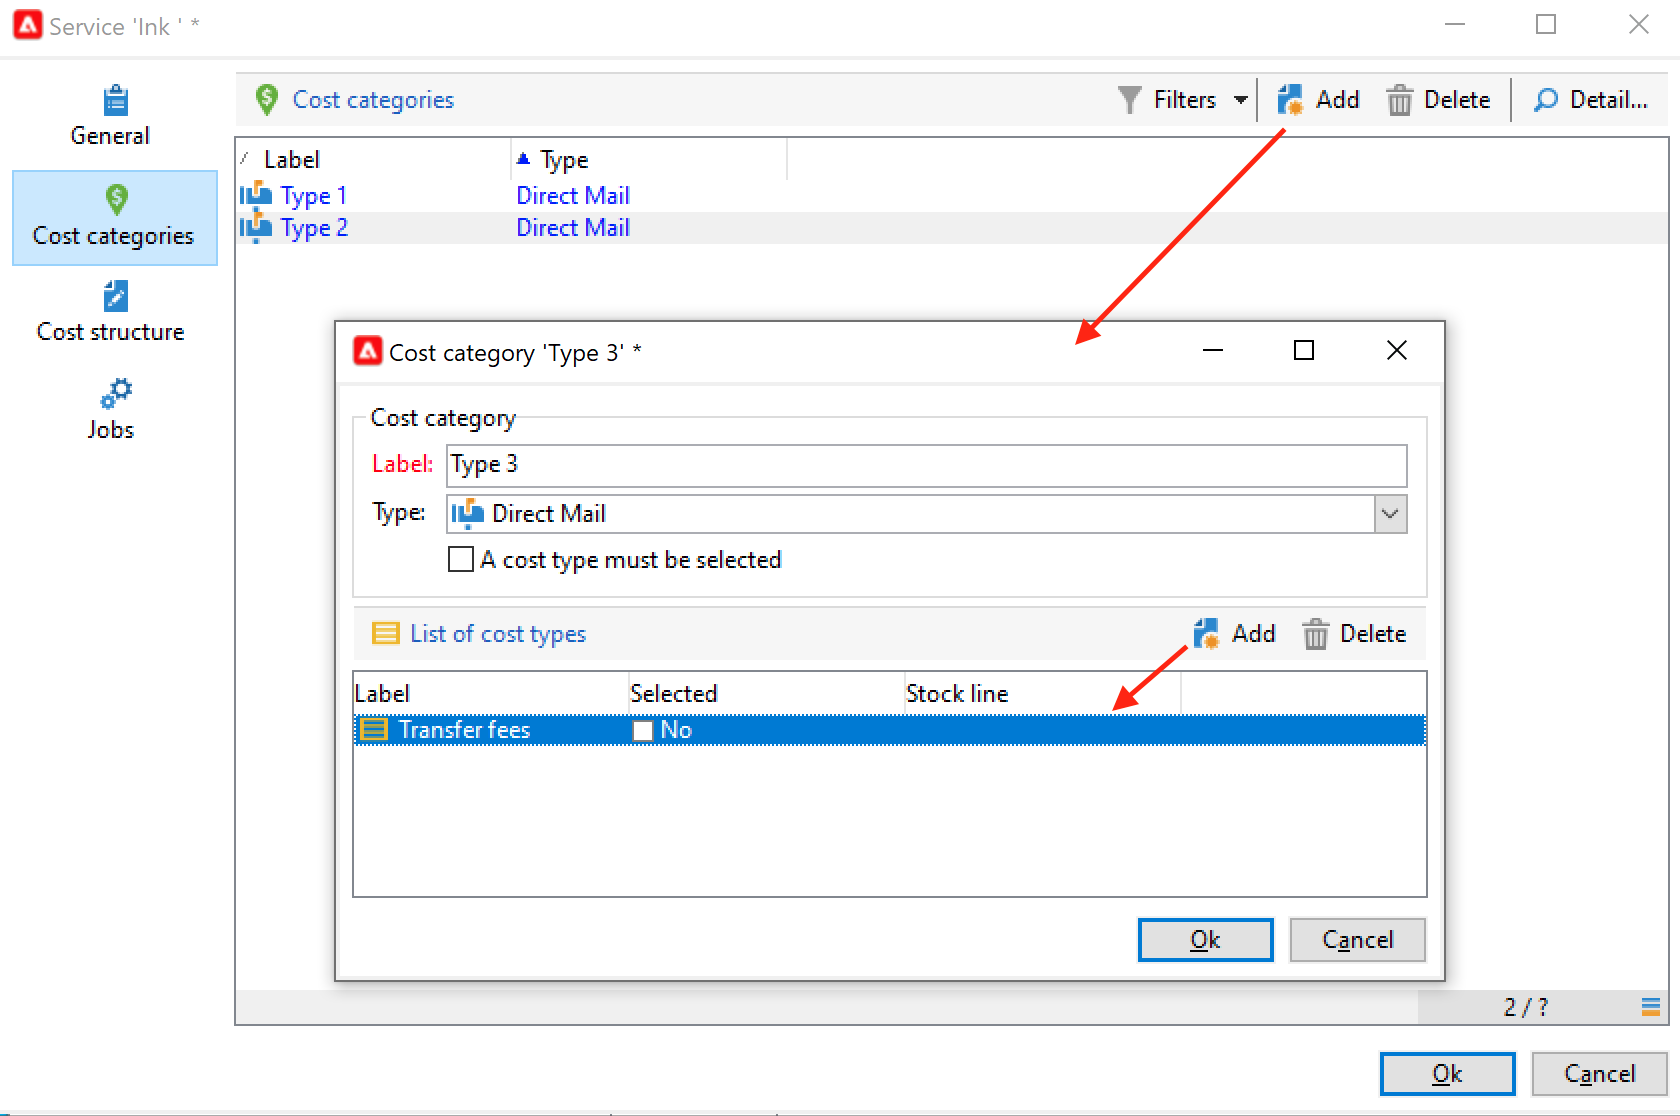 Service 'Ink ' *
General
Cost categories
Cost structure
Jobs
Cost categories
Filters
Add
Delete
Detail...
Label
Type
Type 1
Direct Mail
Type 2
Direct Mail
Cost category 'Type 3' *
Cost category
Label:
Type 3
Type:
Direct Mail
A cost type must be selected
List of cost types
Add
Delete
Label
Selected
Stock line
Transfer fees
No
Ok
Cancel
2 / ?
Ok
Cancel